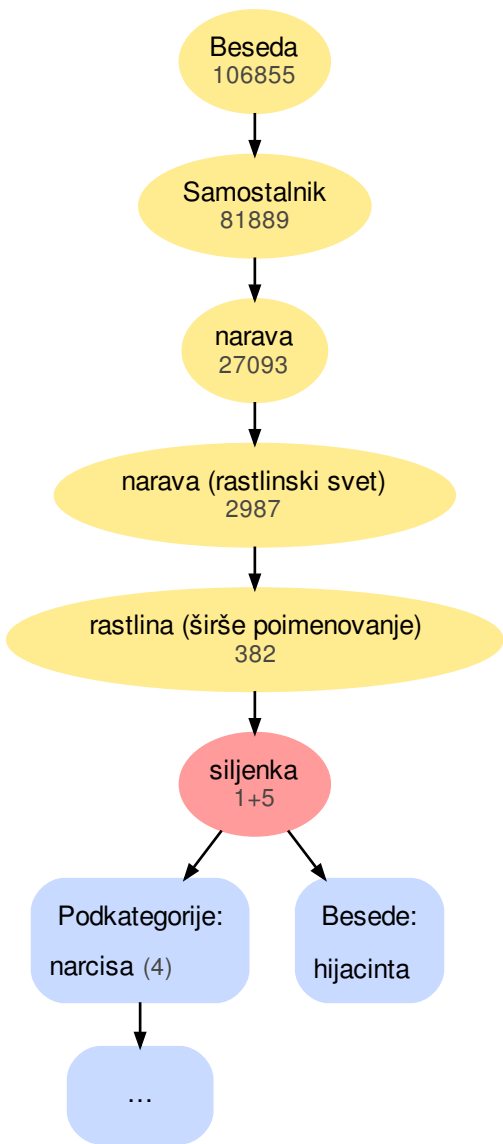 Beseda
106855
Samostalnik
81889
narava
27093
narava (rastlinski svet)
2987
rastlina (širše poimenovanje)
382
siljenka
1+5
Podkategorije:
narcisa (4)
Besede:
hijacinta
…